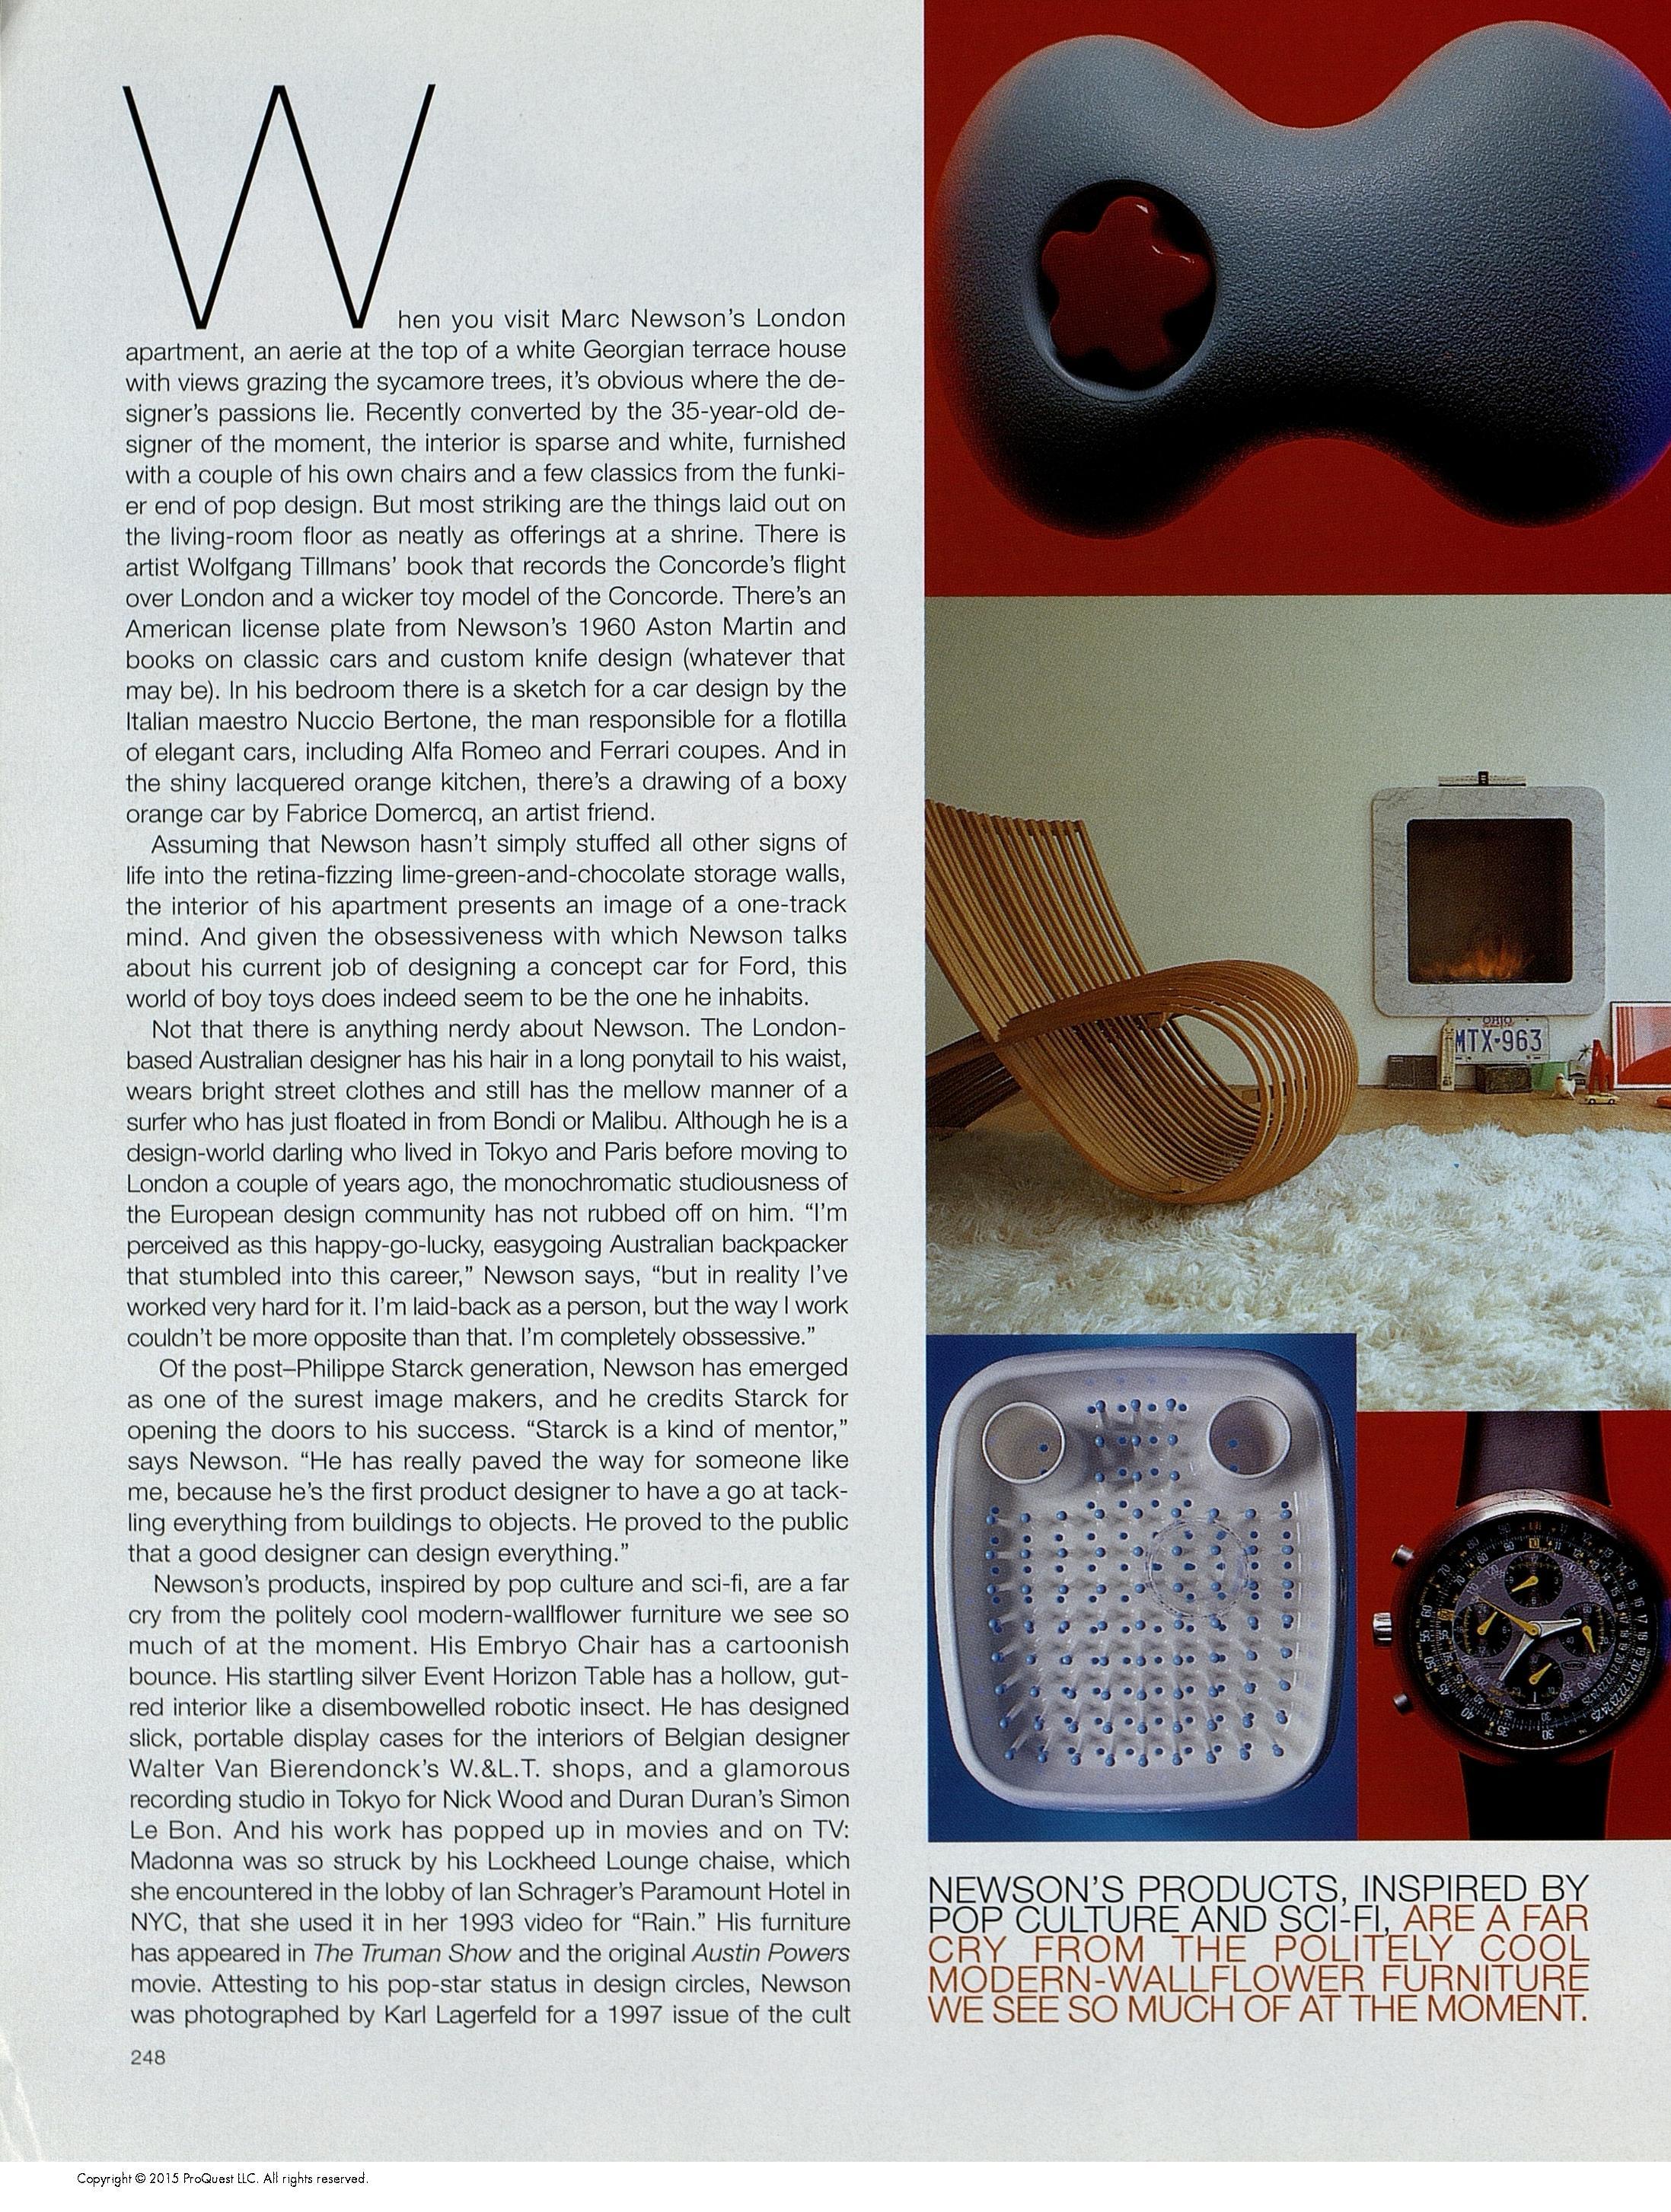 When you visit Marc Newson's London
apartment, an aerie at the top of a white Georgian terrace house
with views grazing the sycamore trees, it's obvious where the de-
signer's passions lie. Recently converted by the 35-year-old de-
signer of the moment, the interior is sparse and white, furnished
with a couple of his own chairs and a few classics from the funki-
er end of pop design. But most striking are the things laid out on
the living-room floor as neatly as offerings at a shrine. There is
artist Wolfgang Tillmans' book that records the Concorde's flight
over London and a wicker toy model of the Concorde. There's an
American license plate from Newson's 1960 Aston Martin and
books on classic cars and custom knife design (whatever that
may be). In his bedroom there is a sketch for a car design by the
Italian maestro Nuccio Bertone, the man responsible for a flotilla
of elegant cars, including Alfa Romeo and Ferrari coupes. And in
the shiny lacquered orange kitchen, there's a drawing of a boxy
orange car by Fabrice Domercq, an artist friend.
Assuming that Newson hasn't simply stuffed all other signs of
life into the retina-fizzing lime-green-and-chocolate storage walls,
the interior of his apartment presents an image of a one-track
mind. And given the obsessiveness with which Newson talks
about his current job of designing a concept car for Ford, this
world of boy toys does indeed seem to be the one he inhabits.
Not that there is anything nerdy about Newson. The London-
based Australian designer has his hair in a long ponytail to his waist,
wears bright street clothes and still has the mellow manner of a
surfer who has just floated in from Bondi or Malibu. Although he is a
design-world darling who lived in Tokyo and Paris before moving to
London a couple of years ago, the monochromatic studiousness of
the European design community has not rubbed off on him. "I'm
perceived as this happy-go-lucky, easygoing Australian backpacker
that stumbled into this career," Newson says, "but in reality I've
worked very hard for it. I'm laid-back as a person, but the way I work
couldn't be more opposite than that. I'm completely obssessive."
Of the post–Philippe Starck generation, Newson has emerged
as one of the surest image makers, and he credits Starck for
opening the doors to his success. "Starck is a kind of mentor,"
says Newson. "He has really paved the way for someone like
me, because he's the first product designer to have a go at tack-
ling everything from buildings to objects. He proved to the public
that a good designer can design everything."
Newson's products, inspired by pop culture and sci-fi, are a far
cry from the politely cool modern-wallflower furniture we see so
much of at the moment. His Embryo Chair has a cartoonish
bounce. His startling silver Event Horizon Table has a hollow, gut-
red interior like a disembowelled robotic insect. He has designed
slick, portable display cases for the interiors of Belgian designer
Walter Van Bierendonck's W.&L.T. shops, and a glamorous
recording studio in Tokyo for Nick Wood and Duran Duran's Simon
Le Bon. And his work has popped up in movies and on TV:
Madonna was so struck by his Lockheed Lounge chaise, which
she encountered in the lobby of Ian Schrager's Paramount Hotel in
NYC, that she used it in her 1993 video for "Rain." His furniture
has appeared in The Truman Show and the original Austin Powers
movie. Attesting to his pop-star status in design circles, Newson
was photographed by Karl Lagerfeld for a 1997 issue of the cult
248
OHIO
MTX·963
NEWSON'S PRODUCTS, INSPIRED BY
POP CULTURE AND SCI-FI, ARE A FAR
CRY FROM THE POLITELY COOL
MODERN-WALLFLOWER FURNITURE
WE SEE SO MUCH OF AT THE MOMENT.
Copyright © 2015 ProQuest LLC. All rights reserved.